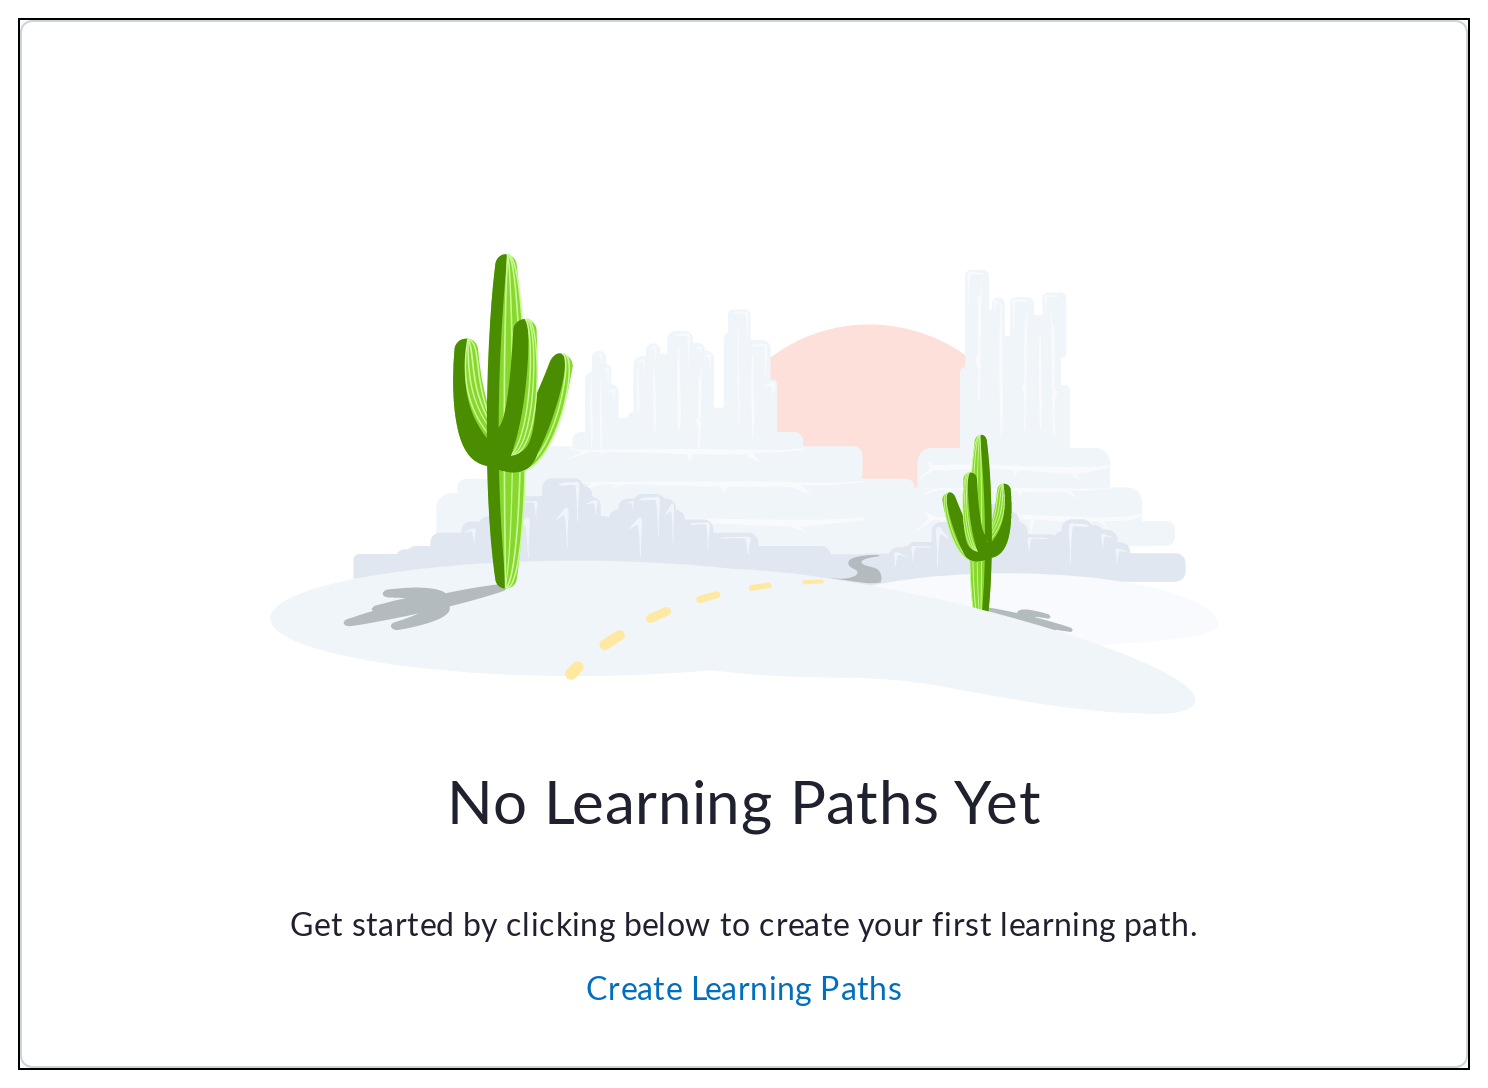 No Learning Paths Yet
Get started by clicking below to create your first learning path.
Create Learning Paths